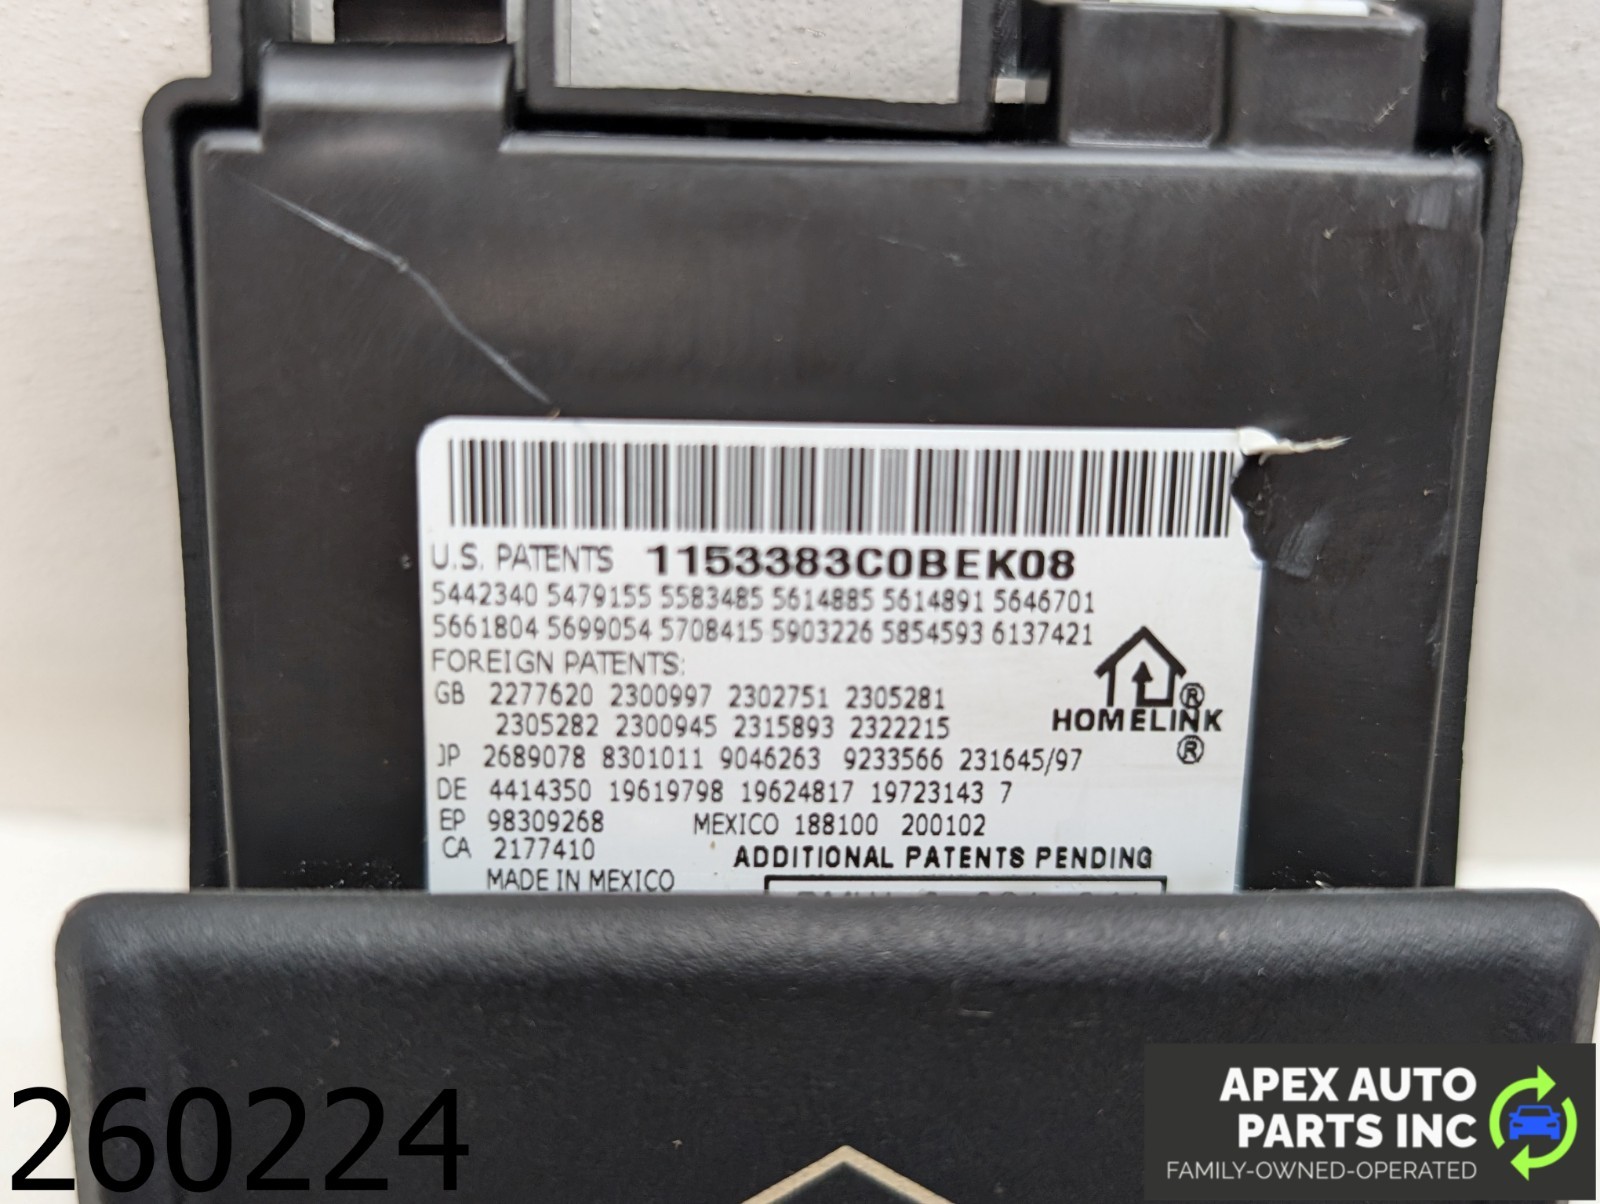 U.S. PATENTS 1153383C0BEK08
5442340 5479155 5583485 5614885 5614891 5646701
5661804 5699054 5708415 5903226 5854593 6137421
FOREIGN PATENTS:
GB 2277620 2300997 2302751 2305281
2305282 2300945 2315893 2322215
JP 2689078 8301011 9046263 9233566 231645/97
DE 4414350 19619798 19624817 19723143 7
EP 98309268 MEXICO 188100 200102
CA 2177410 ADDITIONAL PATENTS PENDING
MADE IN MEXICO
®
HOMELINK
®
260224
APEX AUTO
PARTS INC
FAMILY-OWNED-OPERATED